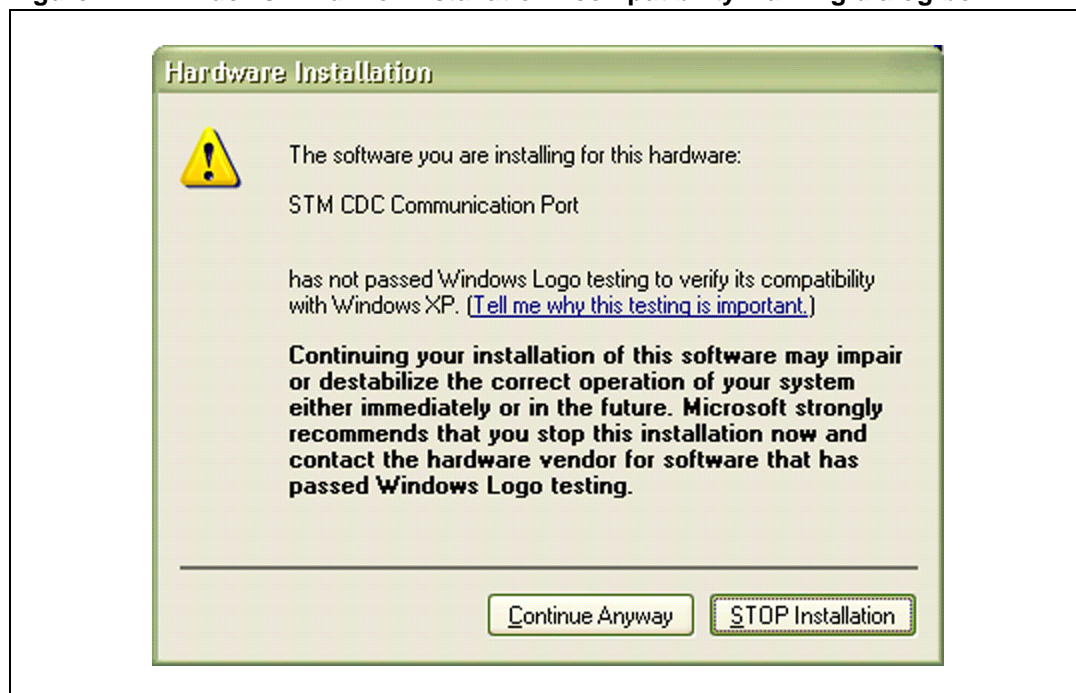 Hardware Installation
The software you are installing for this hardware:
STM CDC Communication Port
has not passed Windows Logo testing to verify its compatibility
with Windows XP. (Tell me why this testing is important.)
Continuing your installation of this software may impair
or destabilize the correct operation of your system
either immediately or in the future. Microsoft strongly
recommends that you stop this installation now and
contact the hardware vendor for software that has
passed Windows Logo testing.
Continue Anyway
STOP Installation